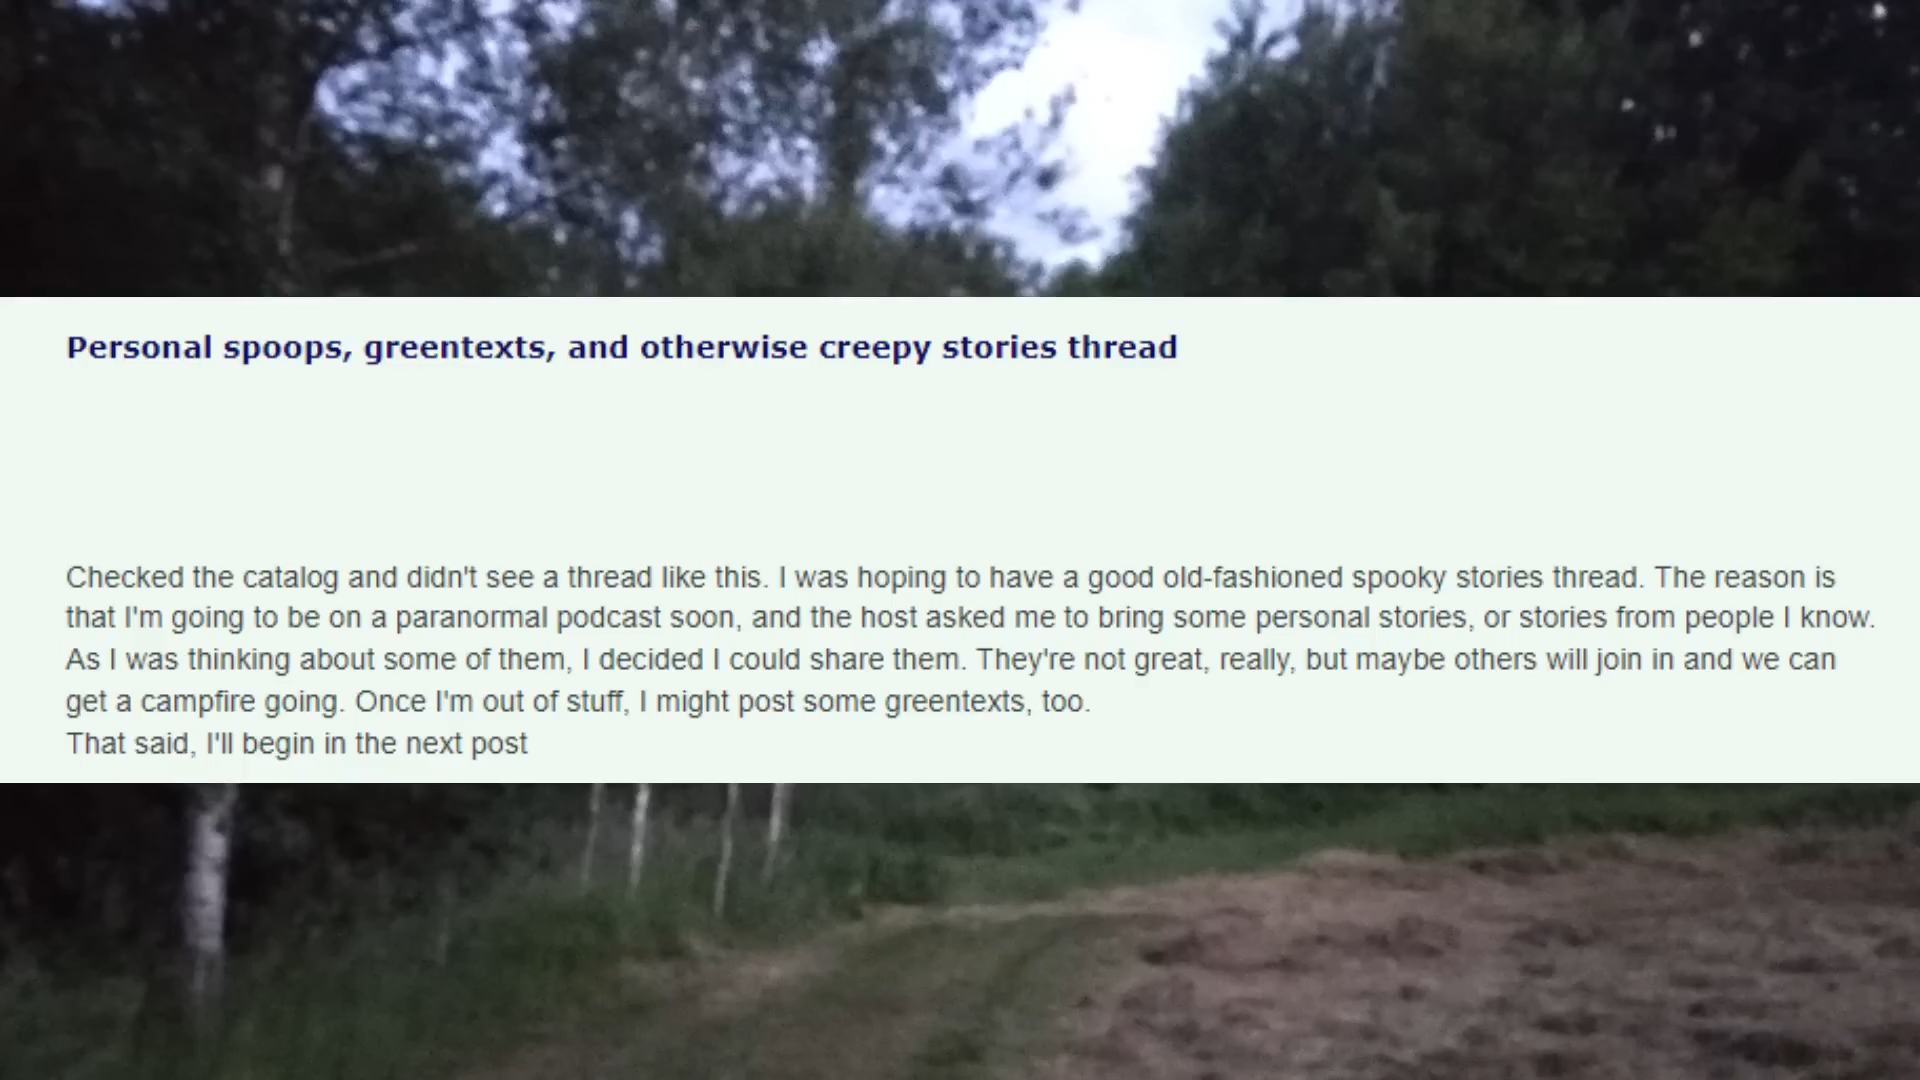 Personal spoops, greentexts, and otherwise creepy stories thread
Checked the catalog and didn't see a thread like this. I was hoping to have a good old-fashioned spooky stories thread. The reason is
that I'm going to be on a paranormal podcast soon, and the host asked me to bring some personal stories, or stories from people I know.
As I was thinking about some of them, I decided I could share them. They're not great, really, but maybe others will join in and we can
get a campfire going. Once I'm out of stuff, I might post some greentexts, too.
That said, I'll begin in the next post